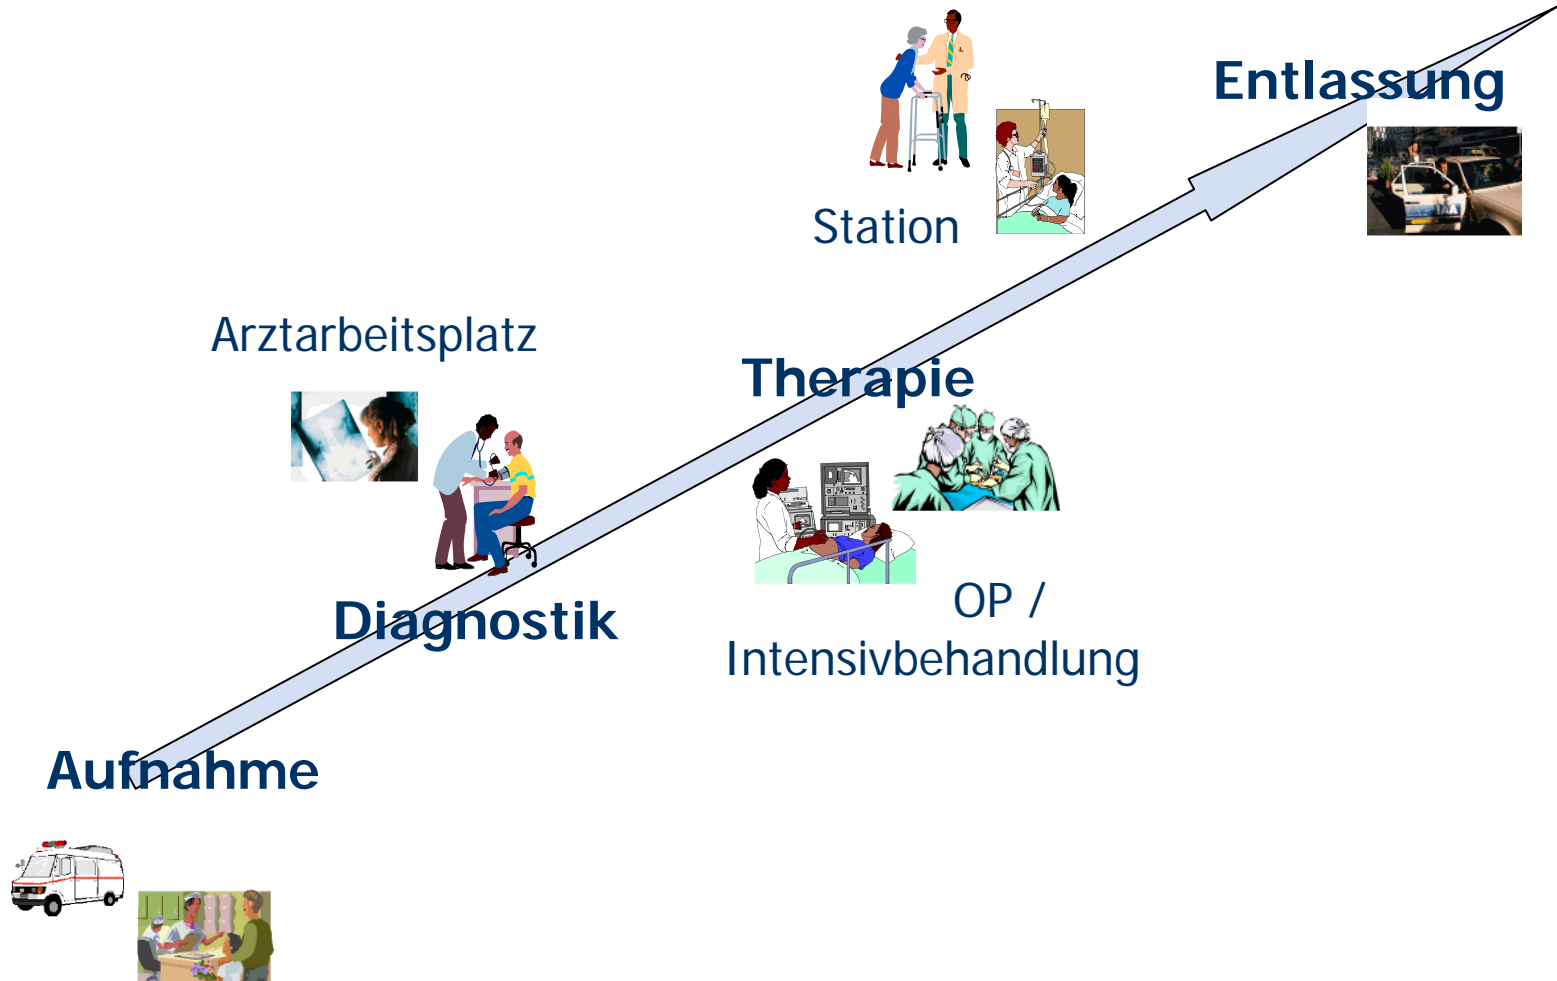 Entlassung
Station
Arztarbeitsplatz
Therapie
OP /
Intensivbehandlung
Diagnostik
Aufnahme